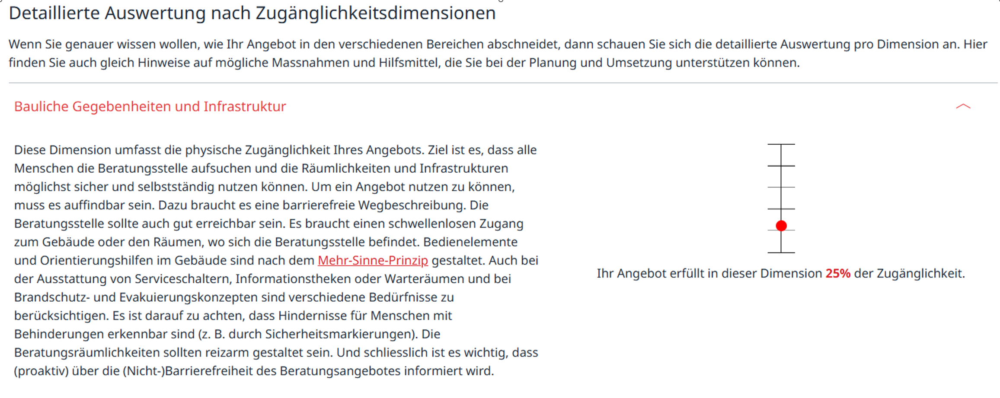 Detaillierte Auswertung nach Zugänglichkeitsdimensionen
Wenn Sie genauer wissen wollen, wie Ihr Angebot in den verschiedenen Bereichen abschneidet, dann schauen Sie sich die detaillierte Auswertung pro Dimension an. Hier
finden Sie auch gleich Hinweise auf mögliche Massnahmen und Hilfsmittel, die Sie bei der Planung und Umsetzung unterstützen können.
Bauliche Gegebenheiten und Infrastruktur
Diese Dimension umfasst die physische Zugänglichkeit Ihres Angebots. Ziel ist es, dass alle
Menschen die Beratungsstelle aufsuchen und die Räumlichkeiten und Infrastrukturen
möglichst sicher und selbstständig nutzen können. Um ein Angebot nutzen zu können,
muss es auffindbar sein. Dazu braucht es eine barrierefreie Wegbeschreibung. Die
Beratungsstelle sollte auch gut erreichbar sein. Es braucht einen schwellenlosen Zugang
zum Gebäude oder den Räumen, wo sich die Beratungsstelle befindet. Bedienelemente
und Orientierungshilfen im Gebäude sind nach dem Mehr-Sinne-Prinzip gestaltet. Auch bei
der Ausstattung von Serviceschaltern, Informationstheken oder Warteräumen und bei
Brandschutz- und Evakuierungskonzepten sind verschiedene Bedürfnisse zu
berücksichtigen. Es ist darauf zu achten, dass Hindernisse für Menschen mit
Behinderungen erkennbar sind (z. B. durch Sicherheitsmarkierungen). Die
Beratungsräumlichkeiten sollten reizarm gestaltet sein. Und schliesslich ist es wichtig, dass
(proaktiv) über die (Nicht-)Barrierefreiheit des Beratungsangebotes informiert wird.
Ihr Angebot erfüllt in dieser Dimension 25% der Zugänglichkeit.